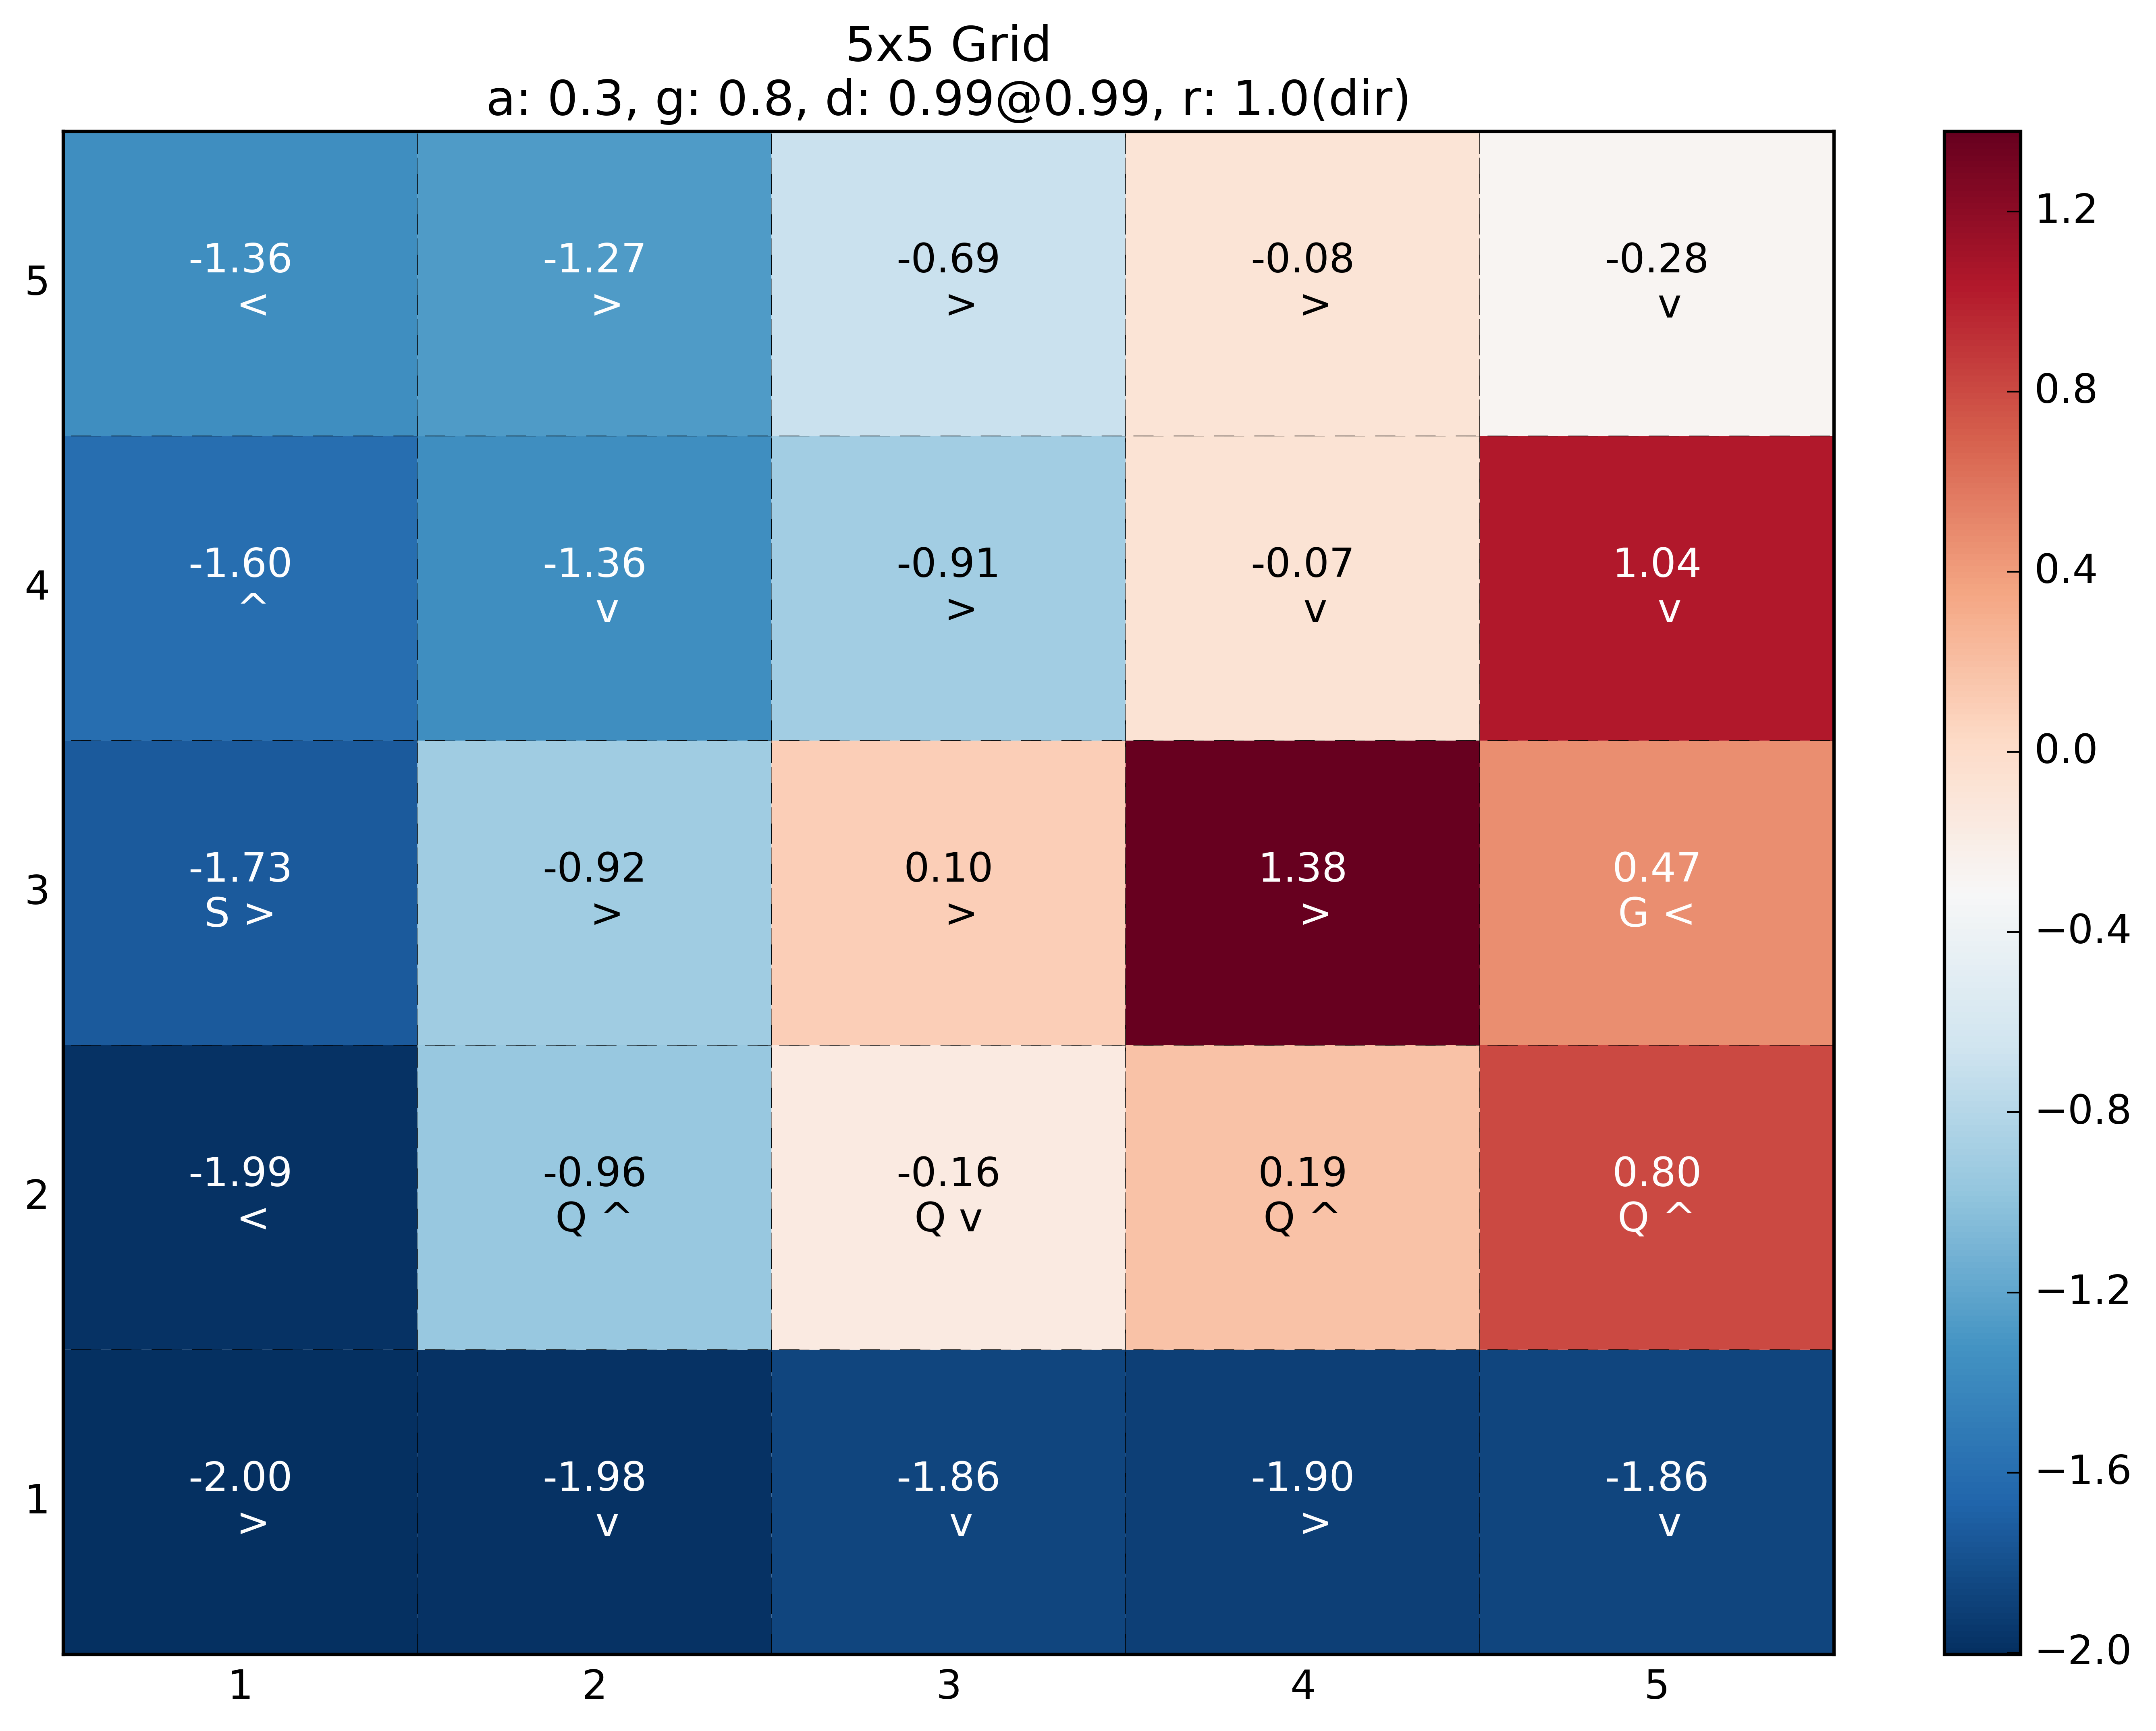 5x5 Grid
a: 0.3, g: 0.8, d: 0.99@0.99, r: 1.0(dir)
5
-1.36 -1.27 -0.69 -0.08 -0.28
< > > > v
4
-1.60 -1.36 -0.91 -0.07 1.04
^ v > v v
3
-1.73 -0.92 0.10 1.38 0.47
S > > > > G <
2
-1.99 -0.96 -0.16 0.19 0.80
< Q ^ Q v Q ^ Q ^
1
-2.00 -1.98 -1.86 -1.90 -1.86
> v v > v
1 2 3 4 5
1.2
0.8
0.4
0.0
−0.4
−0.8
−1.2
−1.6
−2.0